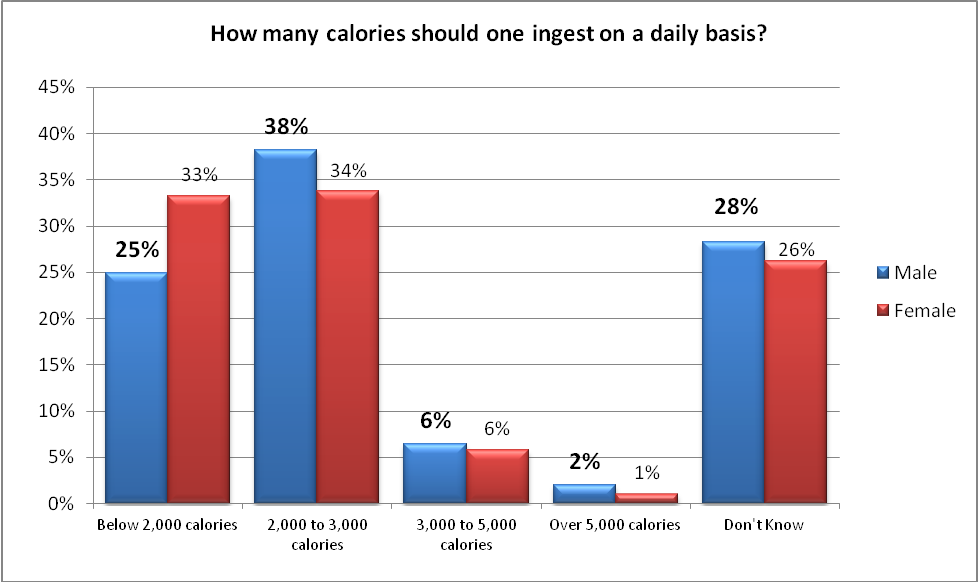 How many calories should one ingest on a daily basis?
45%
40%
35%
30%
25%
20%
15%
10%
5%
0%
25%
33%
38%
34%
6%
6%
2%
1%
28%
26%
Below 2,000 calories
2,000 to 3,000
calories
3,000 to 5,000
calories
Over 5,000 calories
Don't Know
Male
Female